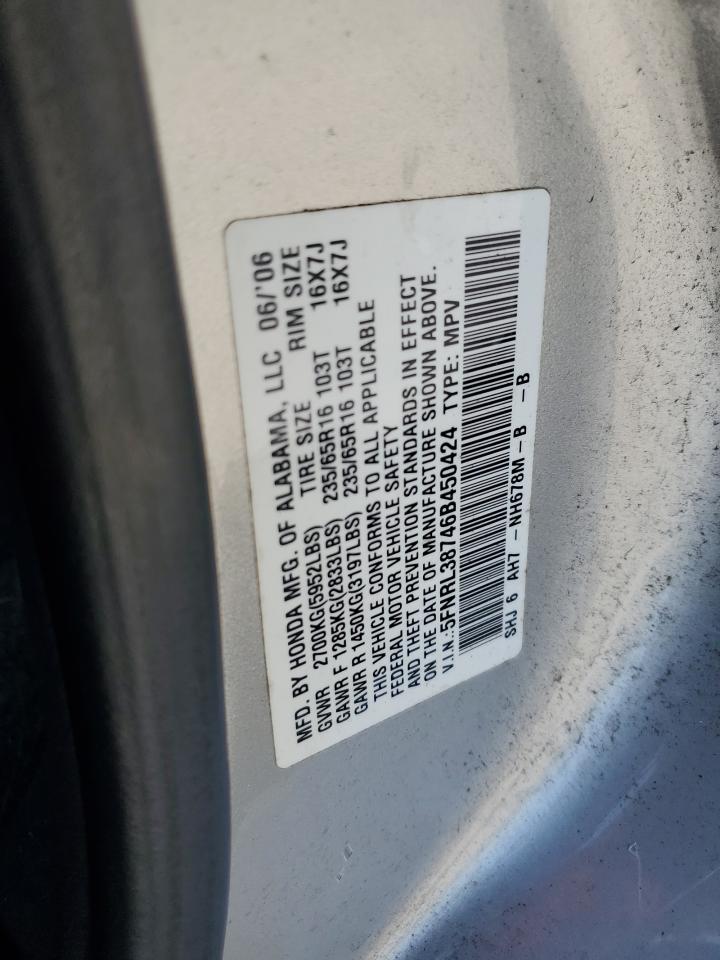 MFD. BY HONDA MFG. OF ALABAMA, LLC 06/'06
TIRE SIZE RIM SIZE
GVWR 2700KG(5952LBS)
GAWR F 1285KG(2833LBS) 235/65R16 103T 16X7J
GAWR R 1450KG(3197LBS) 235/65R16 103T 16X7J
THIS VEHICLE CONFORMS TO ALL APPLICABLE
FEDERAL MOTOR VEHICLE SAFETY
AND THEFT PREVENTION STANDARDS IN EFFECT
ON THE DATE OF MANUFACTURE SHOWN ABOVE.
V.I.N.:5FNRL38746B450424 TYPE: MPV
SHJ 6 AH7 -NH678M-B -B